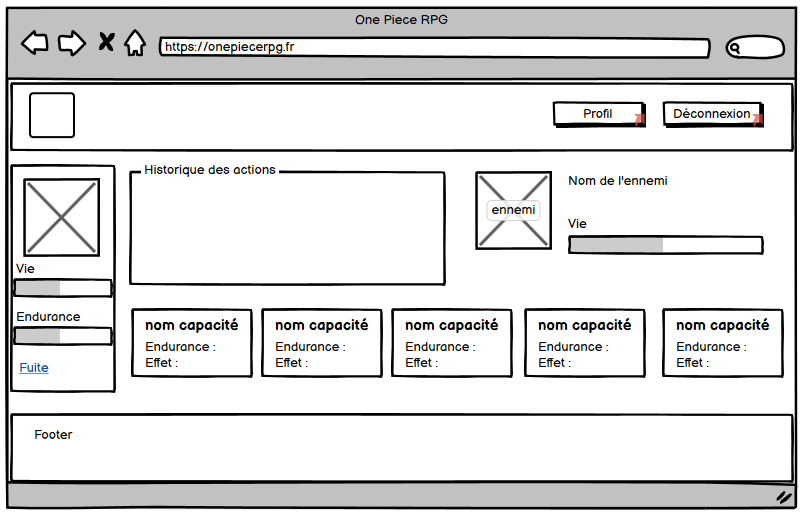 One Piece RPG
https://onepiecerpg.fr
Profil
Déconnexion
Historique des actions
ennemi
Nom de l'ennemi
Vie
Vie
Endurance
Fuite
nom capacité
Endurance :
Effet :
nom capacité
Endurance :
Effet :
nom capacité
Endurance :
Effet :
nom capacité
Endurance :
Effet :
nom capacité
Endurance :
Effet :
Footer